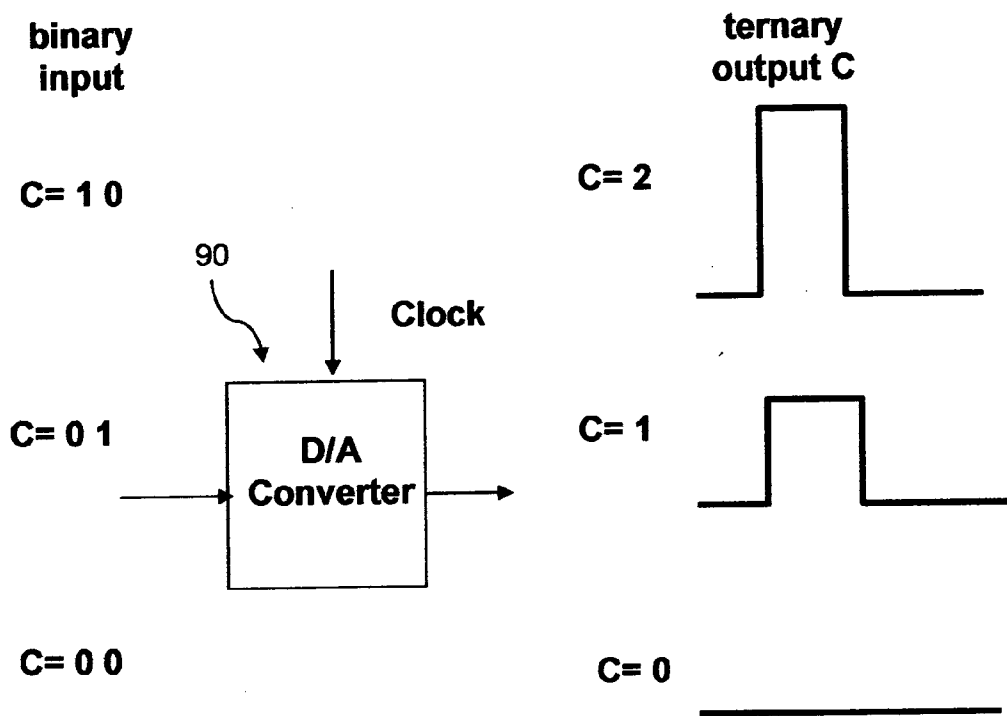 binary
input
ternary
output C
C= 1 0
C= 2
90
Clock
C= 0 1
D/A
Converter
C= 1
C= 0 0
C= 0